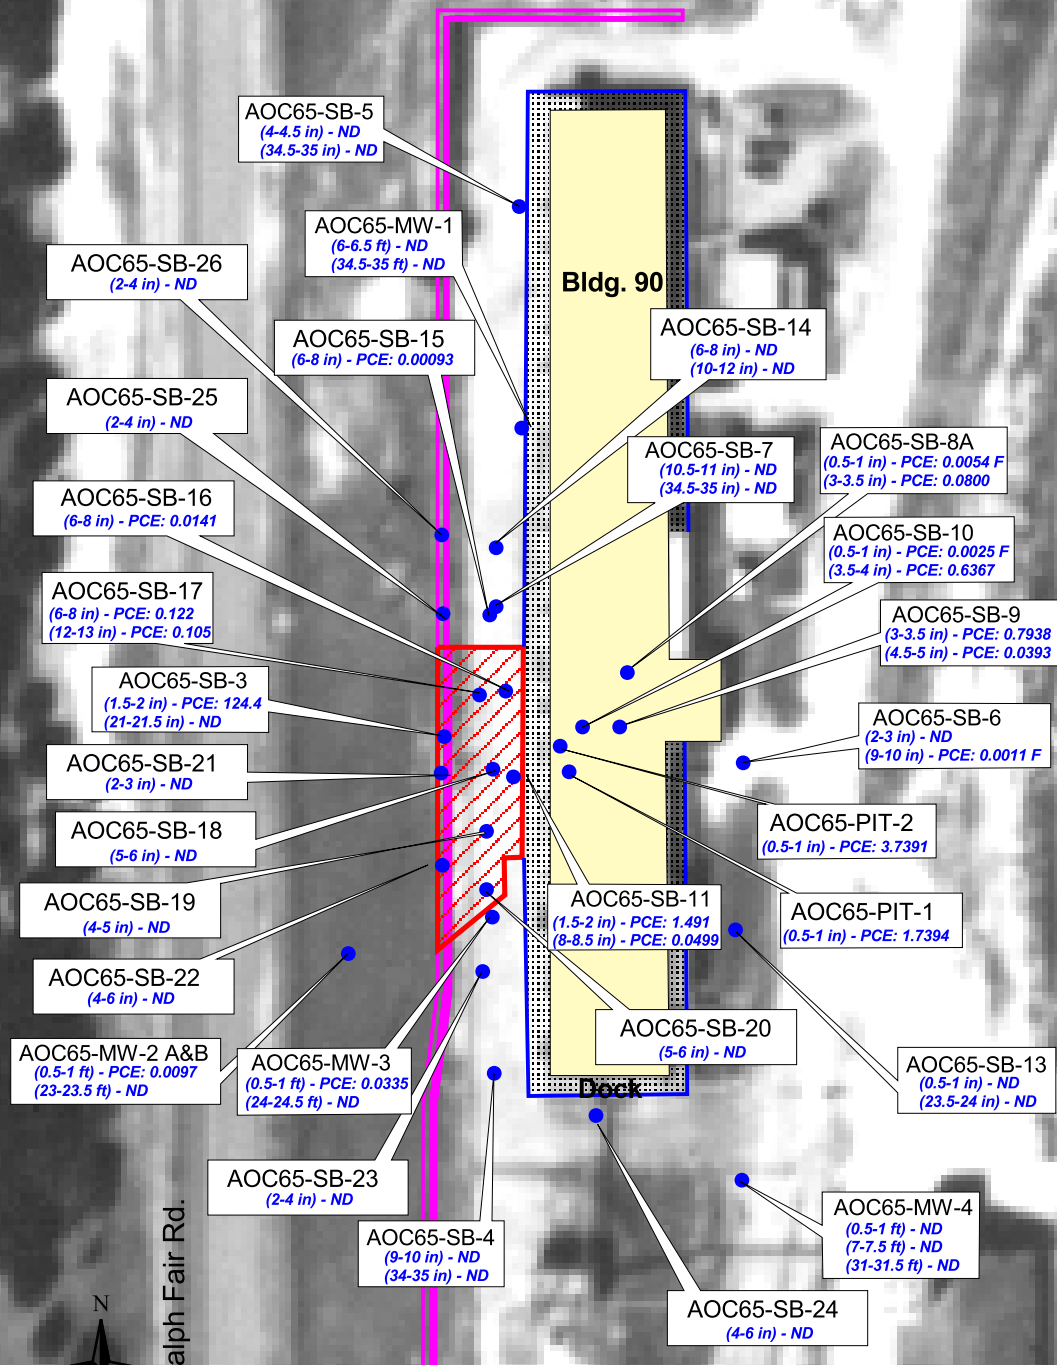 AOC65-SB-5
(4-4.5 in) - ND
(34.5-35 in) - ND
AOC65-MW-1
(6-6.5 ft) - ND
(34.5-35 ft) - ND
AOC65-SB-26
(2-4 in) - ND
Bldg. 90
AOC65-SB-15
(6-8 in) - PCE: 0.00093
AOC65-SB-14
(6-8 in) - ND
(10-12 in) - ND
AOC65-SB-25
(2-4 in) - ND
AOC65-SB-7
(10.5-11 in) - ND
(34.5-35 in) - ND
AOC65-SB-8A
(0.5-1 in) - PCE: 0.0054 F
(3-3.5 in) - PCE: 0.0800
AOC65-SB-16
(6-8 in) - PCE: 0.0141
AOC65-SB-10
(0.5-1 in) - PCE: 0.0025 F
(3.5-4 in) - PCE: 0.6367
AOC65-SB-17
(6-8 in) - PCE: 0.122
(12-13 in) - PCE: 0.105
AOC65-SB-9
(3-3.5 in) - PCE: 0.7938
(4.5-5 in) - PCE: 0.0393
AOC65-SB-3
(1.5-2 in) - PCE: 124.4
(21-21.5 in) - ND
AOC65-SB-6
(2-3 in) - ND
(9-10 in) - PCE: 0.0011 F
AOC65-SB-21
(2-3 in) - ND
AOC65-SB-18
(5-6 in) - ND
AOC65-PIT-2
(0.5-1 in) - PCE: 3.7391
AOC65-SB-19
(4-5 in) - ND
AOC65-SB-11
(1.5-2 in) - PCE: 1.491
(8-8.5 in) - PCE: 0.0499
AOC65-PIT-1
(0.5-1 in) - PCE: 1.7394
AOC65-SB-22
(4-6 in) - ND
AOC65-SB-20
(5-6 in) - ND
AOC65-MW-2 A&B
(0.5-1 ft) - PCE: 0.0097
(23-23.5 ft) - ND
AOC65-MW-3
(0.5-1 ft) - PCE: 0.0335
(24-24.5 ft) - ND
AOC65-SB-13
(0.5-1 in) - ND
(23.5-24 in) - ND
Dock
AOC65-SB-23
(2-4 in) - ND
AOC65-MW-4
(0.5-1 ft) - ND
(7-7.5 ft) - ND
(31-31.5 ft) - ND
AOC65-SB-4
(9-10 in) - ND
(34-35 in) - ND
AOC65-SB-24
(4-6 in) - ND
alph Fair Rd.
N